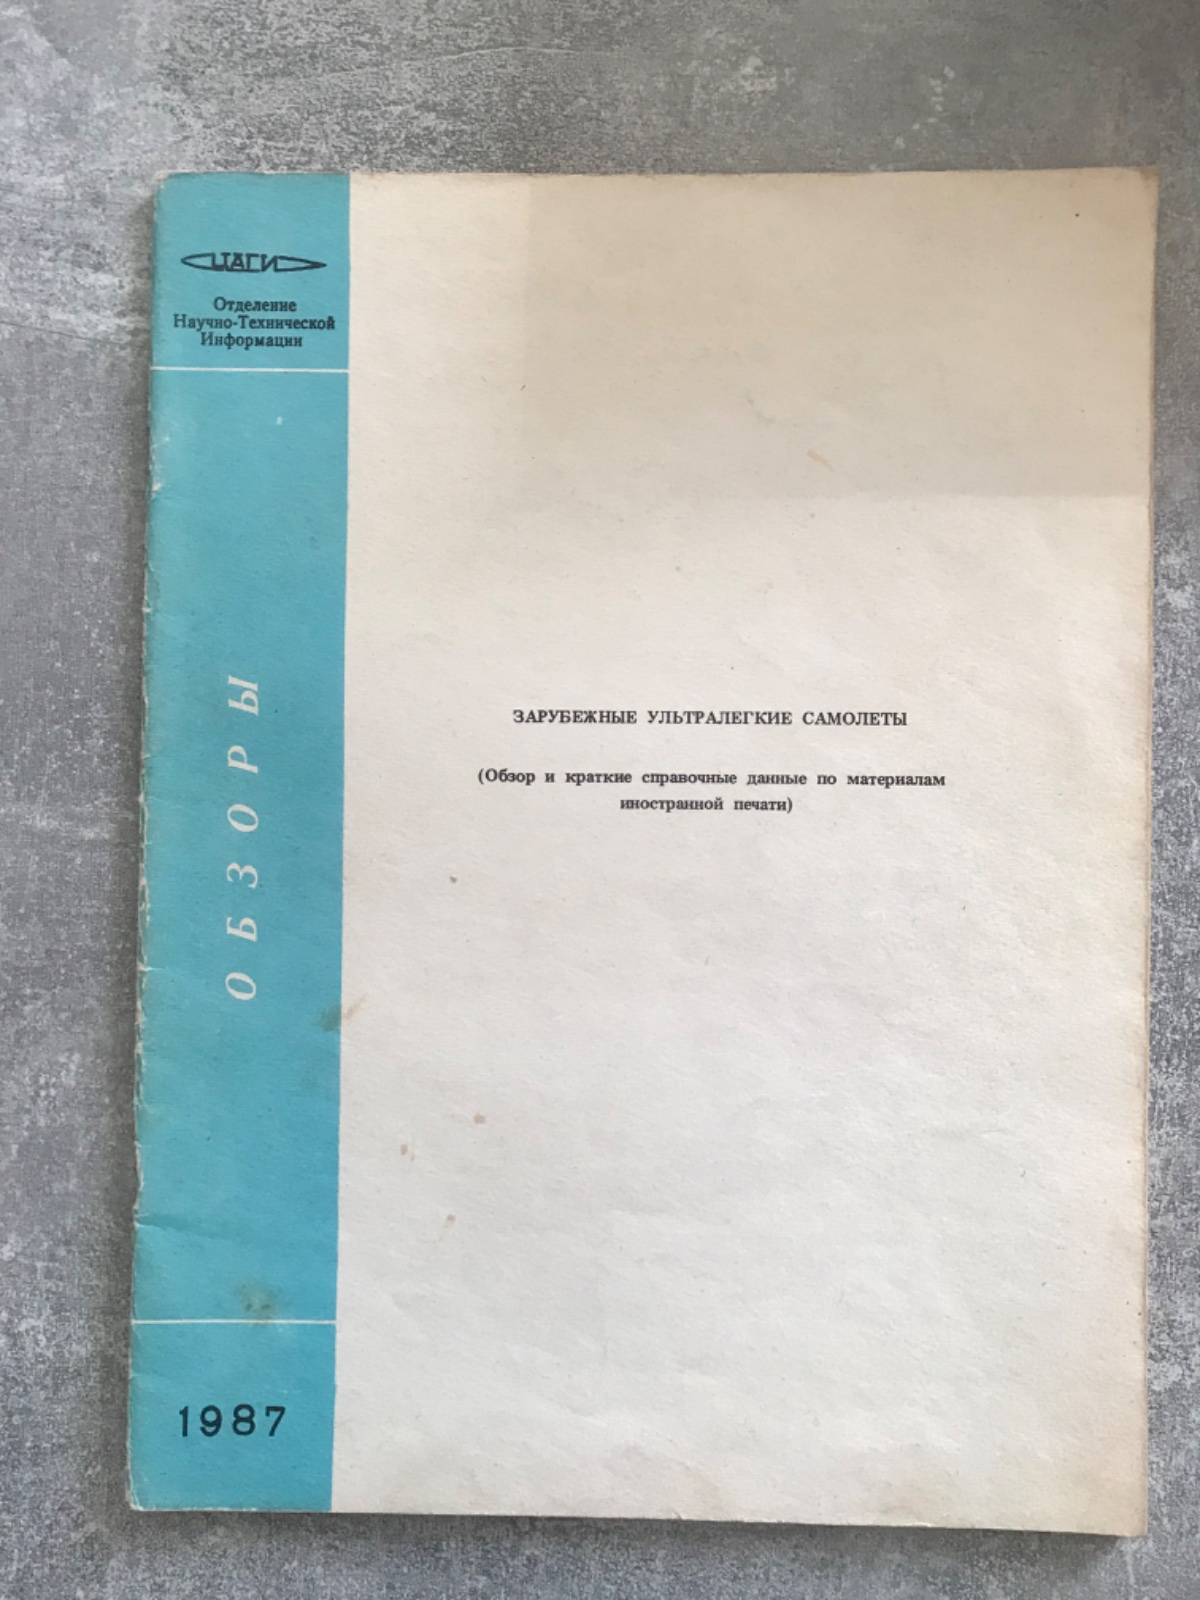 ЦАГИ
Отделение
Научно-Технической
Информации
ОБЗОРЫ
ЗАРУБЕЖНЫЕ УЛЬТРАЛЕГКИЕ САМОЛЕТЫ
(Обзор и краткие справочные данные по материалам
иностранной печати)
1987